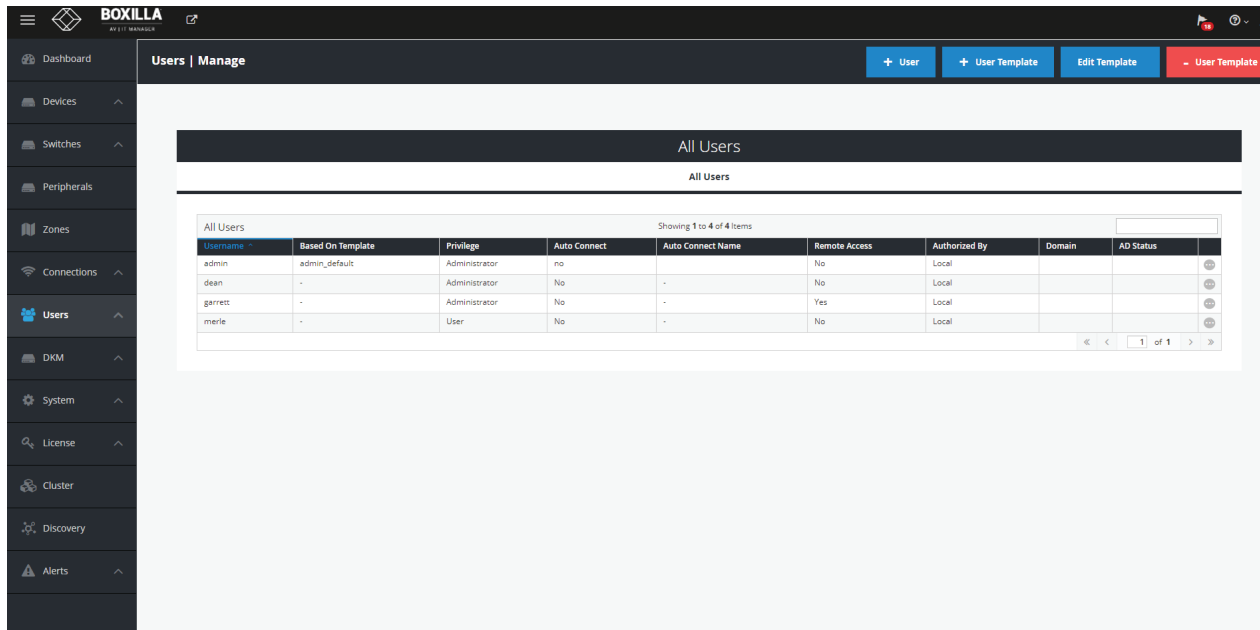 BOXILLA
AV | IT MANAGER
18
Dashboard
Devices
Switches
Peripherals
Zones
Connections
Users
DKM
System
License
Cluster
Discovery
Alerts
Users | Manage
+ User
+ User Template
Edit Template
- User Template
All Users
All Users
All Users Showing 1 to 4 of 4 Items
Username Based On Template Privilege Auto Connect Auto Connect Name Remote Access Authorized By Domain AD Status
admin admin_default Administrator no No Local
dean - Administrator No - No Local
garrett - Administrator No - Yes Local
merle - User No - No Local
« < 1 of 1 > »